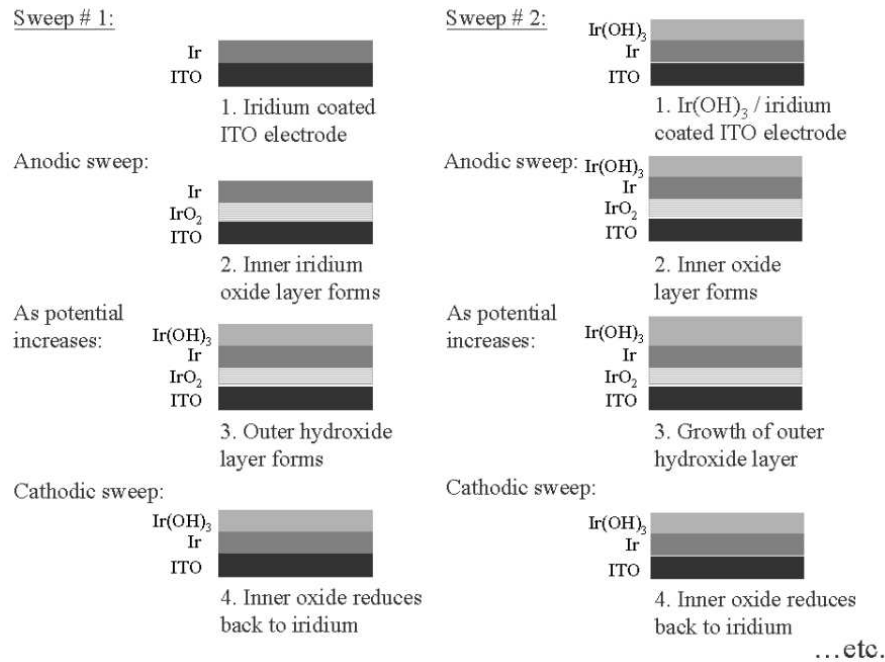 Sweep # 1:
Ir
ITO
1. Iridium coated
ITO electrode
Anodic sweep:
Ir
IrO₂
ITO
2. Inner iridium
oxide layer forms
As potential
increases:
Ir(OH)₃
Ir
IrO₂
ITO
3. Outer hydroxide
layer forms
Cathodic sweep:
Ir(OH)₃
Ir
ITO
4. Inner oxide reduces
back to iridium
Sweep # 2:
Ir(OH)₃
Ir
ITO
1. Ir(OH)₃ / iridium
coated ITO electrode
Anodic sweep:
Ir(OH)₃
Ir
IrO₂
ITO
2. Inner oxide
layer forms
As potential
increases:
Ir(OH)₃
Ir
IrO₂
ITO
3. Growth of outer
hydroxide layer
Cathodic sweep:
Ir(OH)₃
Ir
ITO
4. Inner oxide reduces
back to iridium
...etc.